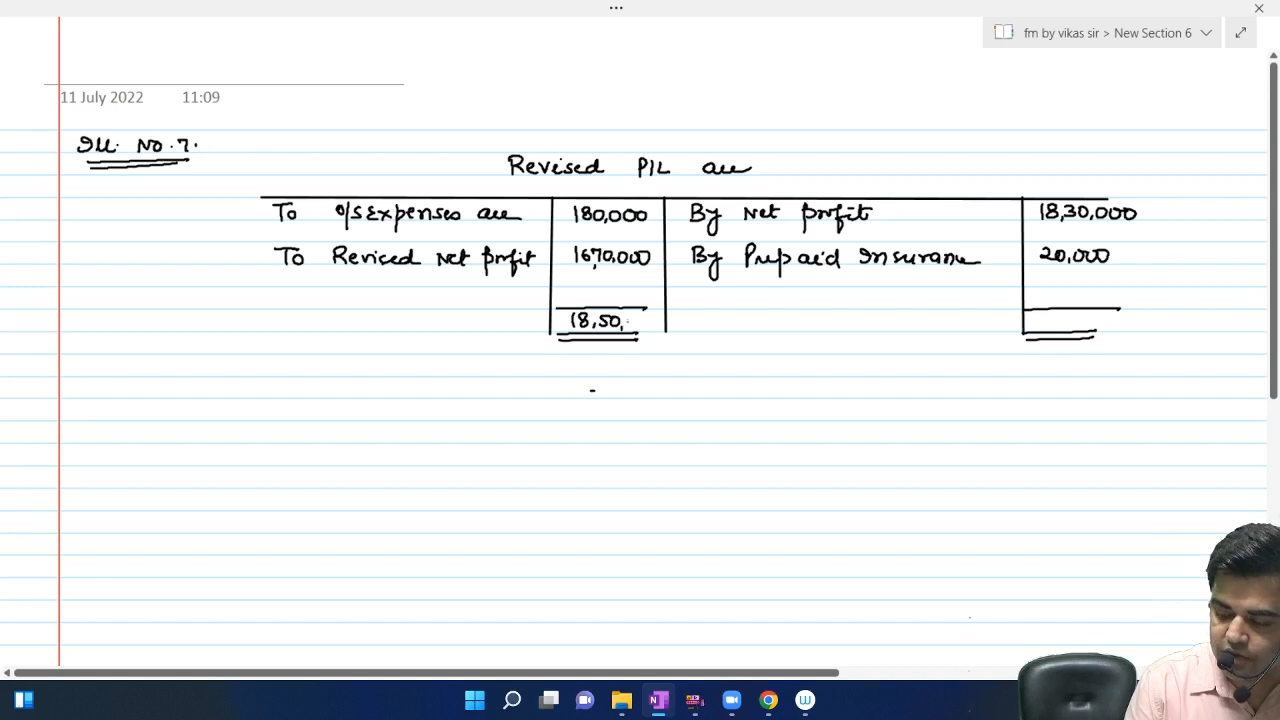 fm by vikas sir > New Section 6
11 July 2022 11:09
Ill. No.7.
Revised P/L a/c
To o/s Expenses a/c 180,000 By Net profit 18,30,000
To Revised Net profit 16,70,000 By Prepaid Insurance 20,000
18,50,